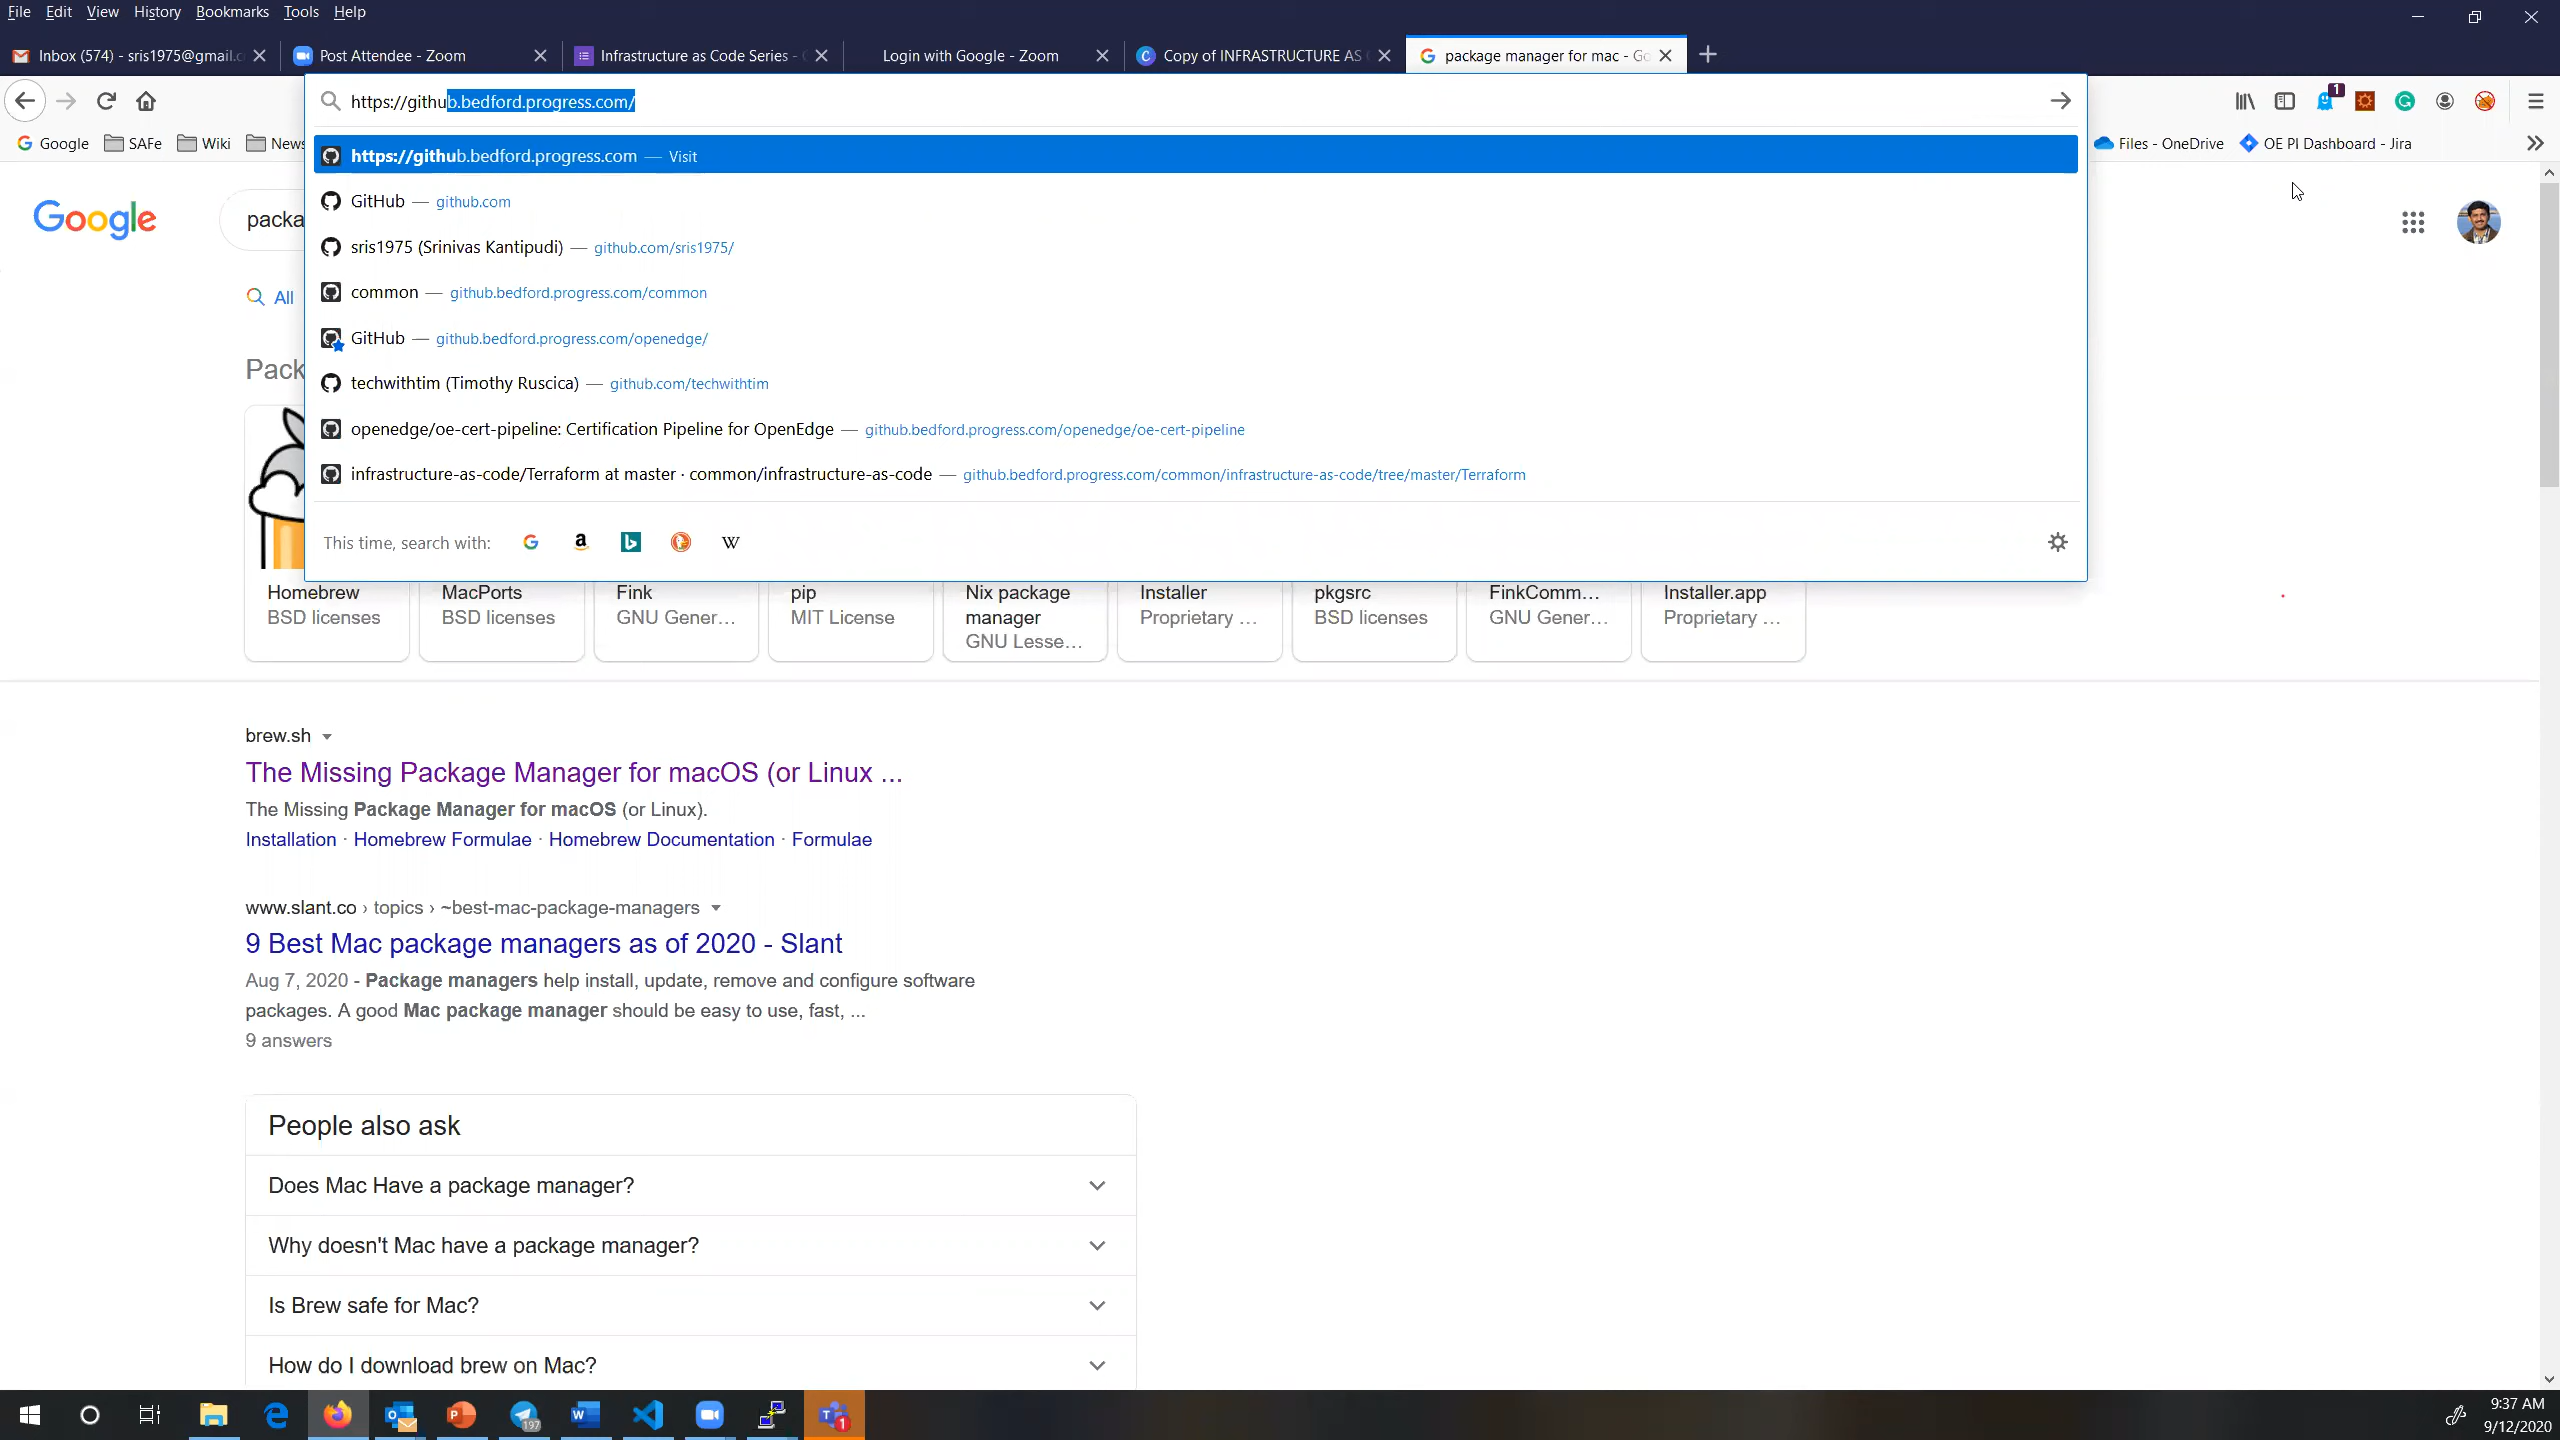 File Edit View History Bookmarks Tools Help
Inbox (574) - sris1975@gmail.c
Post Attendee - Zoom
Infrastructure as Code Series -
Login with Google - Zoom
Copy of INFRASTRUCTURE AS
package manager for mac - Go
https://github.bedford.progress.com/
1
Google SAFe Wiki News Files - OneDrive OE PI Dashboard - Jira
https://github.bedford.progress.com — Visit
GitHub — github.com
sris1975 (Srinivas Kantipudi) — github.com/sris1975/
common — github.bedford.progress.com/common
GitHub — github.bedford.progress.com/openedge/
techwithtim (Timothy Ruscica) — github.com/techwithtim
openedge/oe-cert-pipeline: Certification Pipeline for OpenEdge — github.bedford.progress.com/openedge/oe-cert-pipeline
infrastructure-as-code/Terraform at master · common/infrastructure-as-code — github.bedford.progress.com/common/infrastructure-as-code/tree/master/Terraform
This time, search with:
Google
packa
All
Pack
Homebrew
BSD licenses
MacPorts
BSD licenses
Fink
GNU Gener...
pip
MIT License
Nix package
manager
GNU Lesse...
Installer
Proprietary ...
pkgsrc
BSD licenses
FinkComm...
GNU Gener...
Installer.app
Proprietary ...
brew.sh
The Missing Package Manager for macOS (or Linux ...
The Missing Package Manager for macOS (or Linux).
Installation · Homebrew Formulae · Homebrew Documentation · Formulae
www.slant.co › topics › ~best-mac-package-managers
9 Best Mac package managers as of 2020 - Slant
Aug 7, 2020 - Package managers help install, update, remove and configure software
packages. A good Mac package manager should be easy to use, fast, ...
9 answers
People also ask
Does Mac Have a package manager?
Why doesn't Mac have a package manager?
Is Brew safe for Mac?
How do I download brew on Mac?
197
1
9:37 AM
9/12/2020